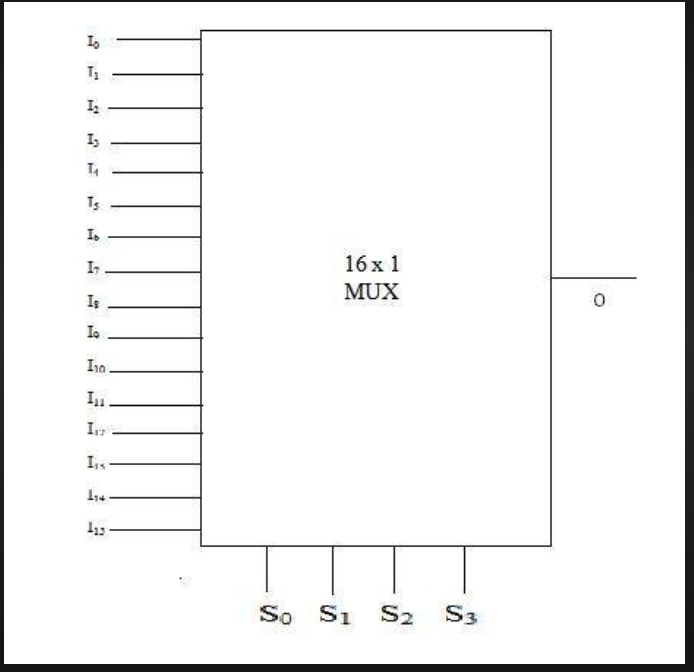 I₀
I₁
I₂
I₃
I₄
I₅
I₆
I₇
I₈
I₉
I₁₀
I₁₁
I₁₂
I₁₃
I₁₄
I₁₅
16 x 1
MUX
O
S₀ S₁ S₂ S₃